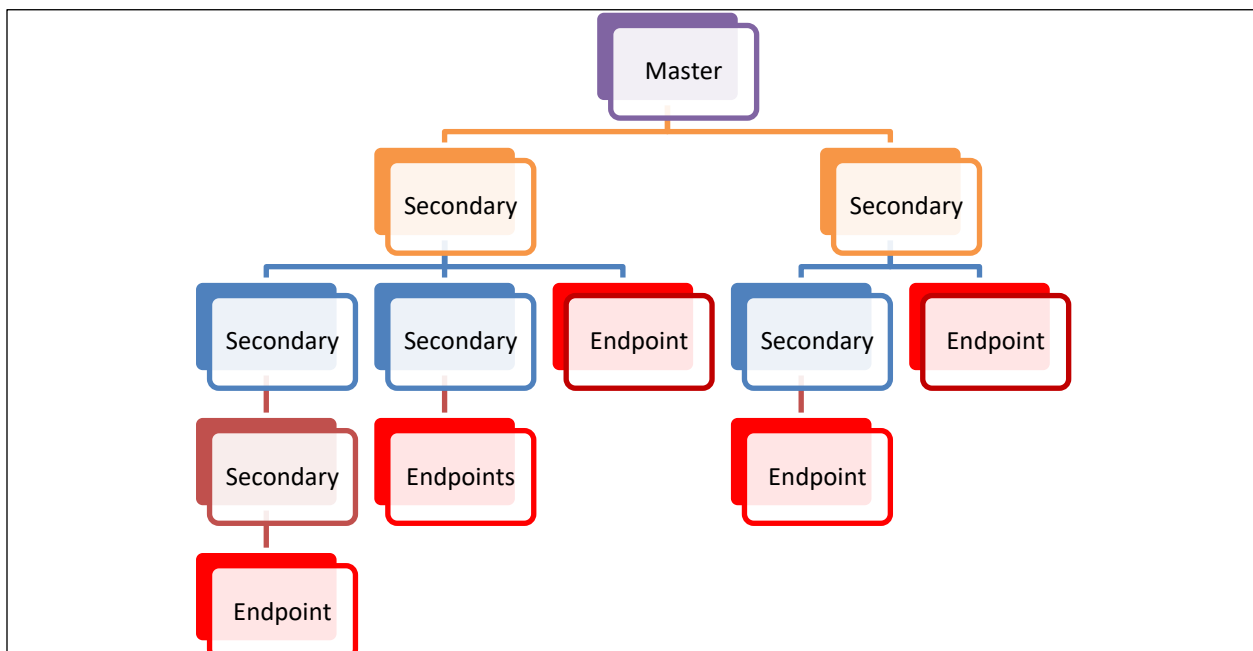 Master
Secondary
Secondary
Secondary
Secondary
Endpoint
Secondary
Endpoint
Secondary
Endpoints
Endpoint
Endpoint